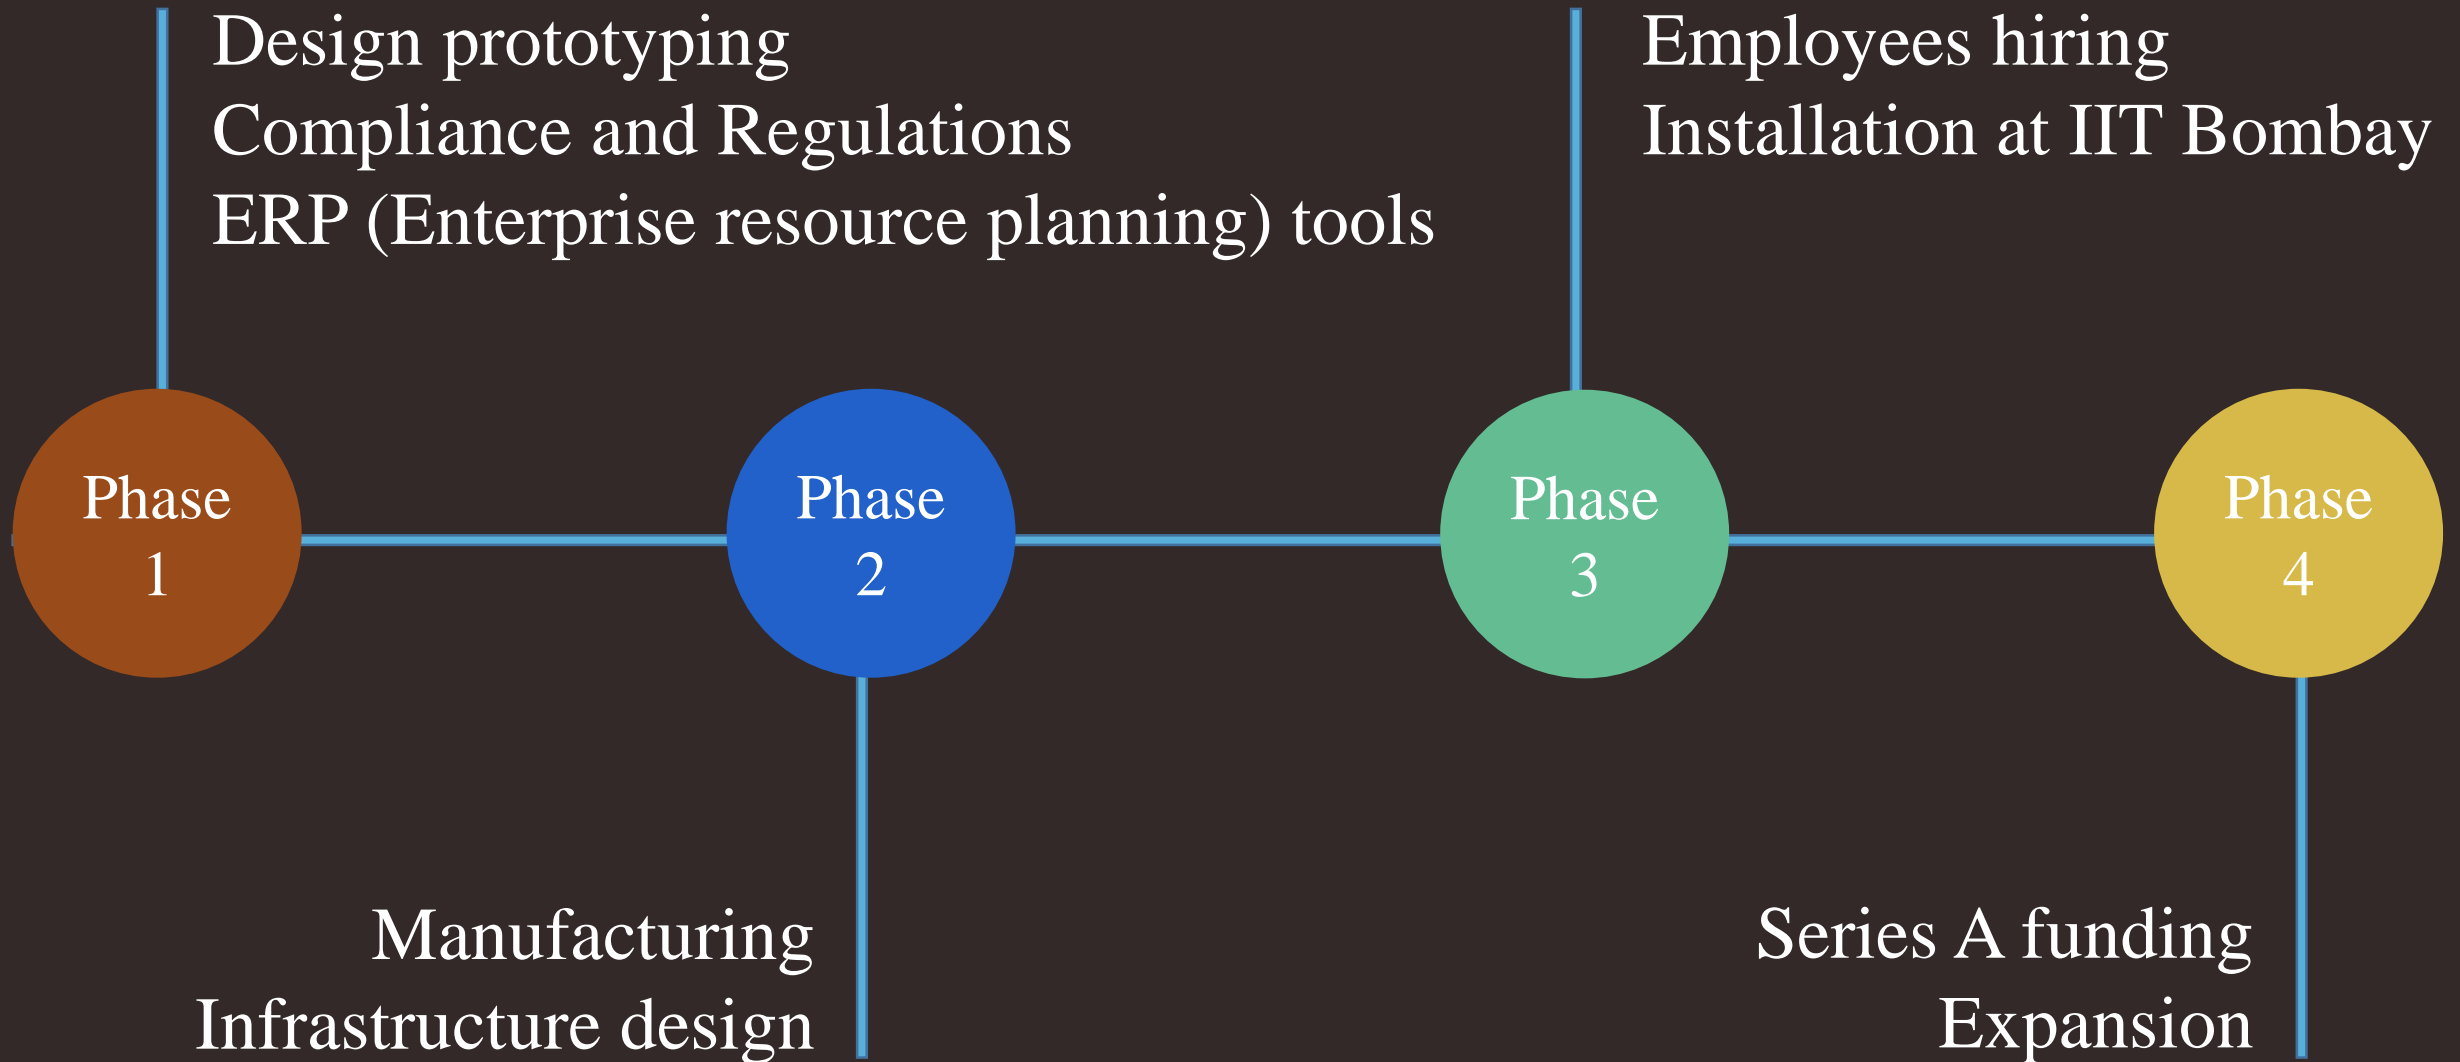 Design prototyping
Compliance and Regulations
ERP (Enterprise resource planning) tools
Employees hiring
Installation at IIT Bombay
Phase
1
Phase
2
Phase
3
Phase
4
Manufacturing
Infrastructure design
Series A funding
Expansion